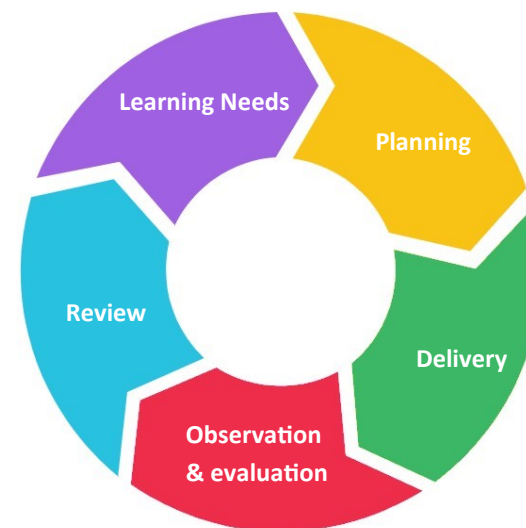 Learning Needs
Planning
Delivery
Observation
& evaluation
Review